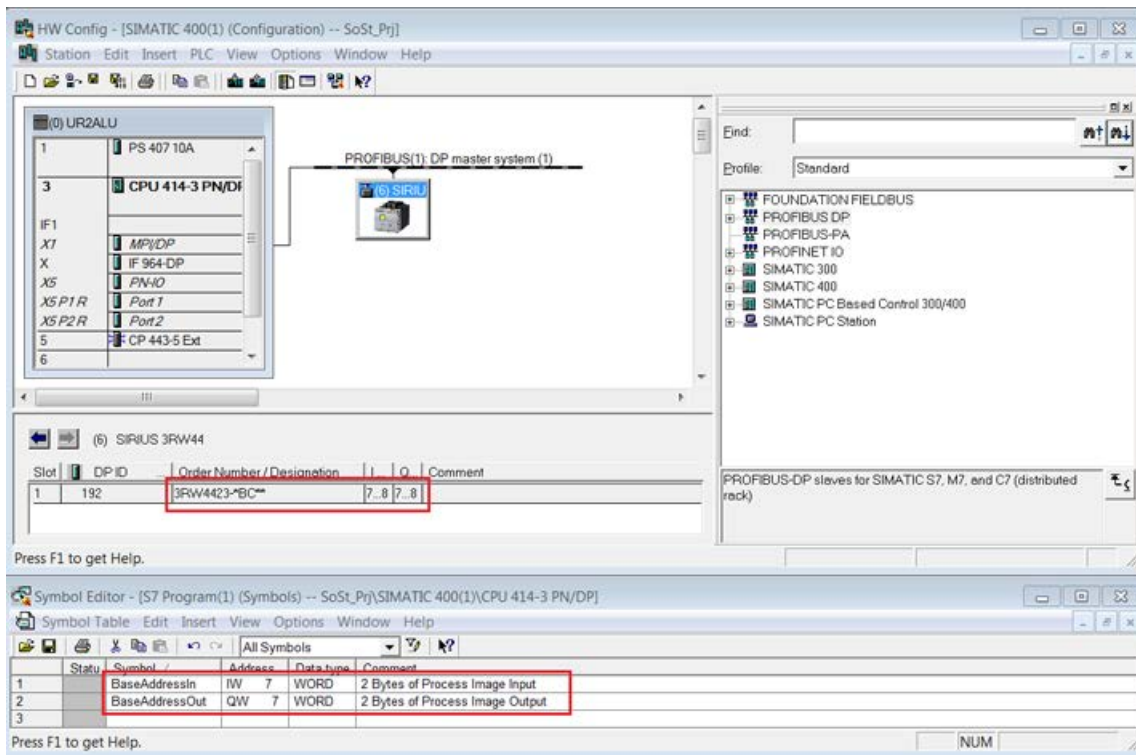 HW Config - [SIMATIC 400(1) (Configuration) -- SoSt_Prj]
Station Edit Insert PLC View Options Window Help
(0) UR2ALU
1 PS 407 10A
3 CPU 414-3 PN/DP
IF1
X1 MPI/DP
X IF 964-DP
X5 PN-IO
X5 P1 R Port 1
X5 P2 R Port 2
5 CP 443-5 Ext
6
PROFIBUS(1): DP master system (1)
(6) SIRIU
Find:
Profile: Standard
FOUNDATION FIELDBUS
PROFIBUS DP
PROFIBUS-PA
PROFINET IO
SIMATIC 300
SIMATIC 400
SIMATIC PC Based Control 300/400
SIMATIC PC Station
PROFIBUS-DP slaves for SIMATIC S7, M7, and C7 (distributed
rack)
(6) SIRIUS 3RW44
Slot DP ID ... Order Number / Designation I... Q... Comment
1 192 3RW4423-*BC** 7...8 7...8
Press F1 to get Help.
Symbol Editor - [S7 Program(1) (Symbols) -- SoSt_Prj\SIMATIC 400(1)\CPU 414-3 PN/DP]
Symbol Table Edit Insert View Options Window Help
All Symbols
Statu Symbol / Address Data type Comment
1 BaseAddressIn IW 7 WORD 2 Bytes of Process Image Input
2 BaseAddressOut QW 7 WORD 2 Bytes of Process Image Output
3
Press F1 to get Help.
NUM